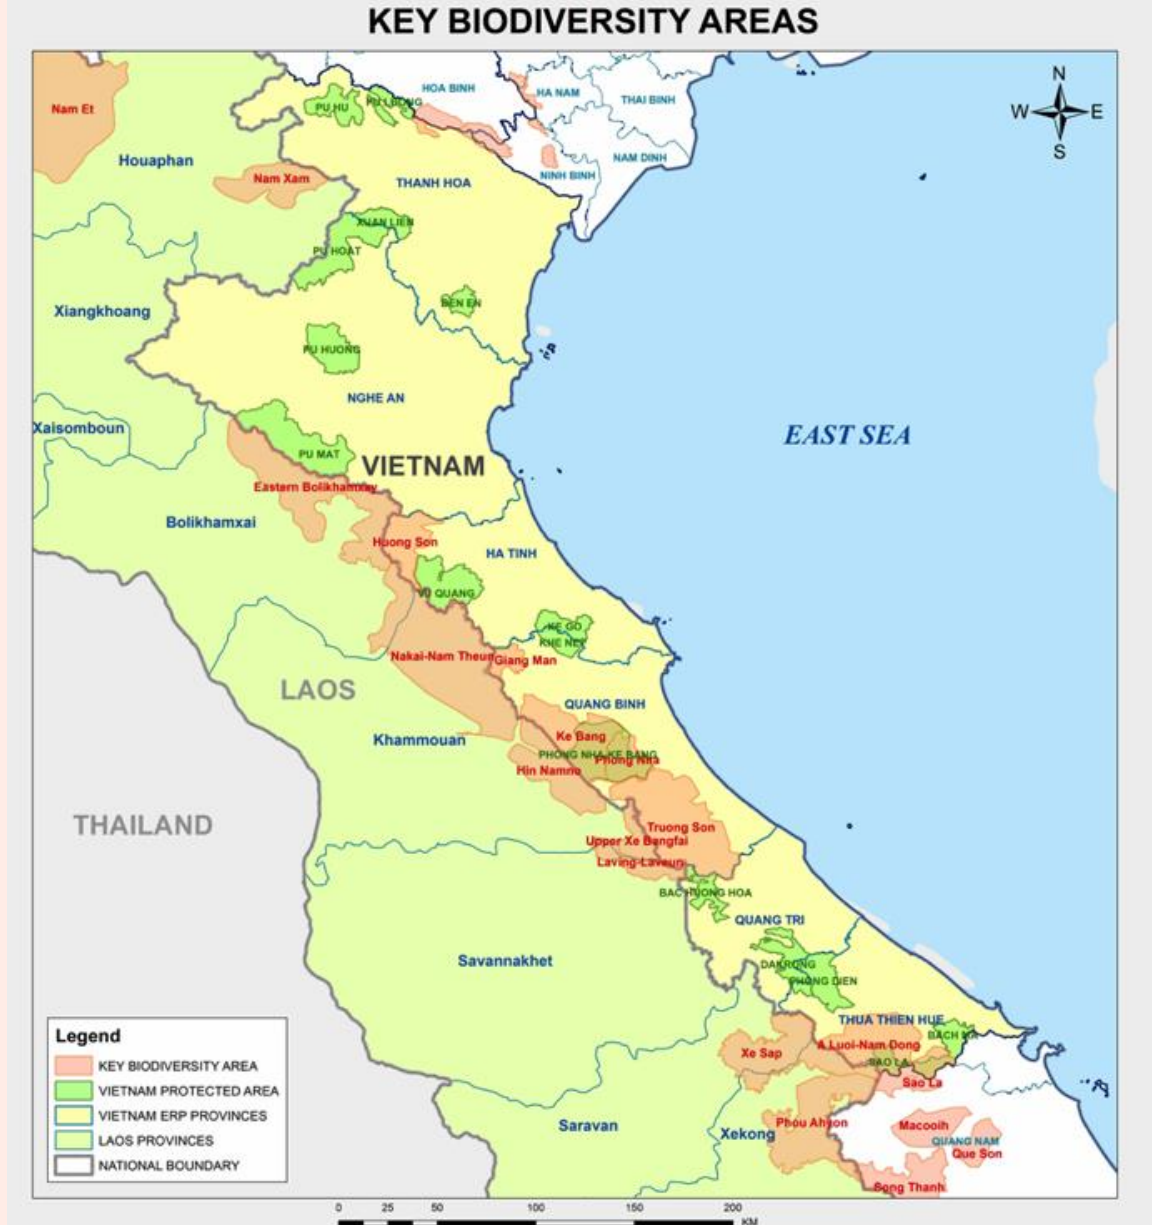 KEY BIODIVERSITY AREAS
N
W E
S
Nam Et
PU HU
PU LUONG
HOA BINH
HA NAM
THAI BINH
Houaphan
NAM DINH
NINH BINH
Nam Xam
THANH HOA
XUAN LIEN
PU HOAT
BEN EN
Xiangkhoang
PU HUONG
NGHE AN
Xaisomboun
EAST SEA
PU MAT
VIETNAM
Eastern Bolikhamxay
Bolikhamxai
Huong Son
HA TINH
VU QUANG
KE GO
KHE NET
Nakai-Nam Theun
Giang Man
LAOS
QUANG BINH
Khammouan
Ke Bang
PHONG NHA-KE BANG
Phong Nha
Hin Namno
THAILAND
Truong Son
Upper Xe Bangfai
Laving-Laveun
BAC HUONG HOA
QUANG TRI
Savannakhet
DAKRONG
PHONG DIEN
THUA THIEN HUE
BACH MA
A Luoi-Nam Dong
Xe Sap
SAO LA
Sao La
Saravan
Xekong
Phou Ahyon
Macooih
QUANG NAM
Que Son
Song Thanh
Legend
KEY BIODIVERSITY AREA
VIETNAM PROTECTED AREA
VIETNAM ERP PROVINCES
LAOS PROVINCES
NATIONAL BOUNDARY
0 25 50 100 150 200
KM